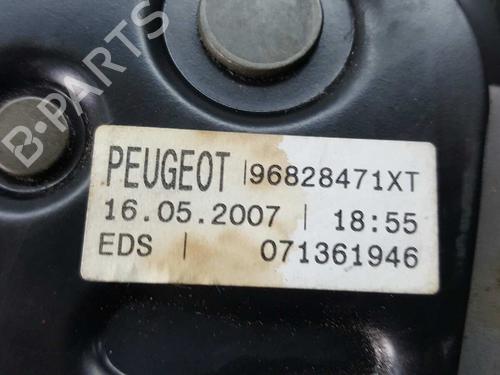 B-PARTS
PEUGEOT | 96828471XT
16.05.2007 | 18:55
EDS | 071361946